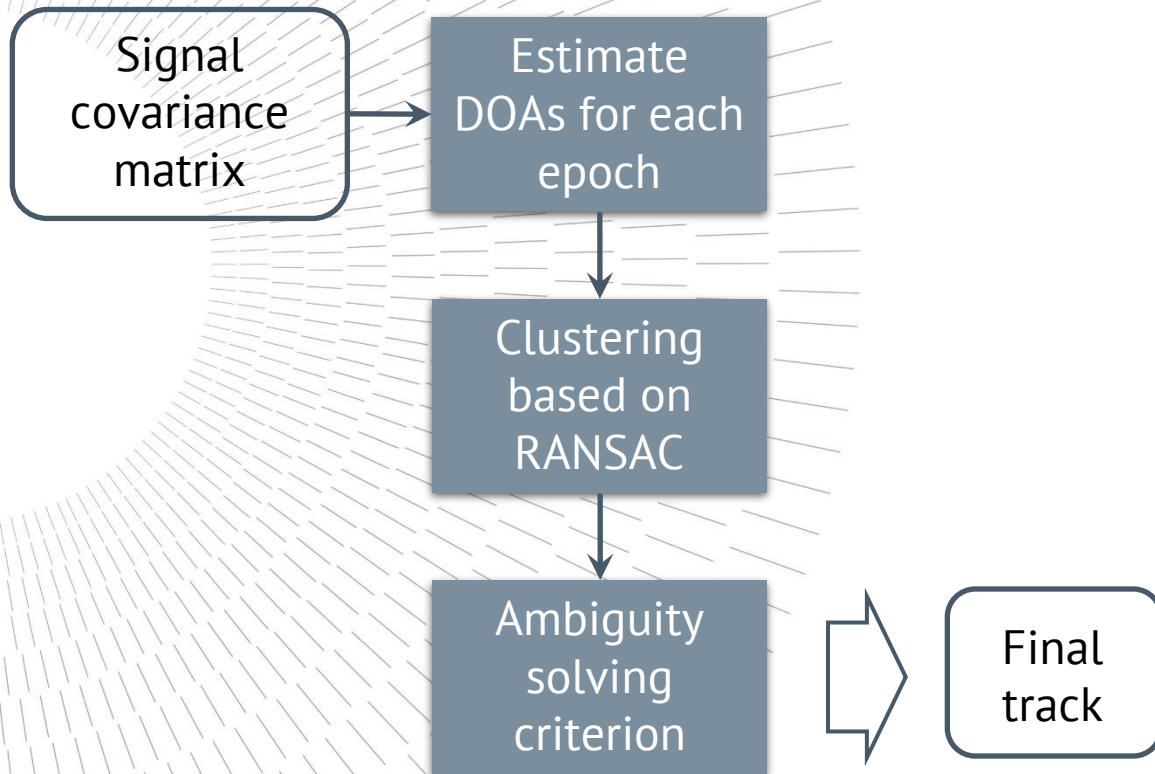 Signal
covariance
matrix
Estimate
DOAs for each
epoch
Clustering
based on
RANSAC
Ambiguity
solving
criterion
Final
track